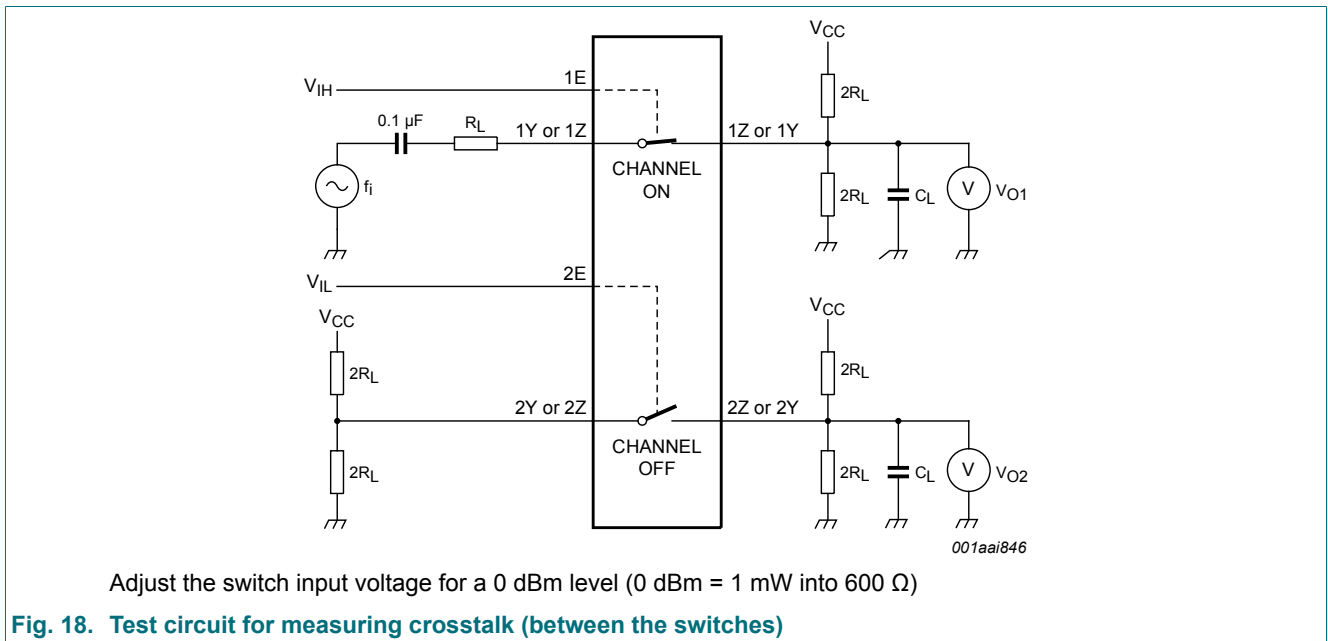 VCC
VIH
1E
2RL
0.1 µF
RL
1Y or 1Z
1Z or 1Y
fi
CHANNEL
ON
2RL
CL
V
VO1
VIL
2E
VCC
VCC
2RL
2RL
2Y or 2Z
2Z or 2Y
CHANNEL
OFF
2RL
2RL
CL
V
VO2
001aai846
Adjust the switch input voltage for a 0 dBm level (0 dBm = 1 mW into 600 Ω)
Fig. 18. Test circuit for measuring crosstalk (between the switches)